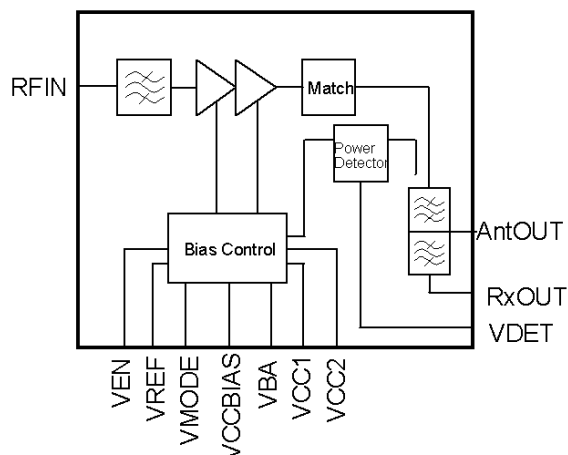 RFIN
Match
Power
Detector
Bias Control
AntOUT
RxOUT
VDET
VEN
VREF
VMODE
VCCBIAS
VBA
VCC1
VCC2